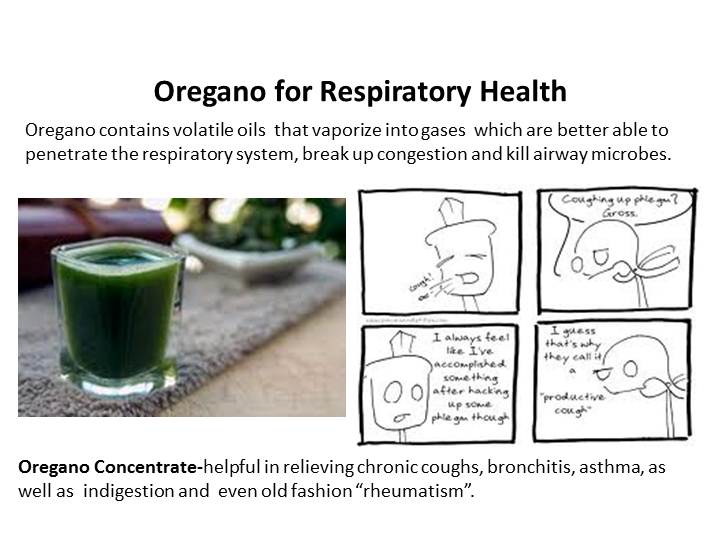 Oregano for Respiratory Health
Oregano contains volatile oils that vaporize into gases which are better able to
penetrate the respiratory system, break up congestion and kill airway microbes.
cough!
Coughing up phlegm?
Gross.
I always feel
like I've
accomplished
something
after hacking
up some
phlegm though
I guess
that's why
they call it
a
"productive
cough"
Oregano Concentrate-helpful in relieving chronic coughs, bronchitis, asthma, as
well as indigestion and even old fashion “rheumatism”.